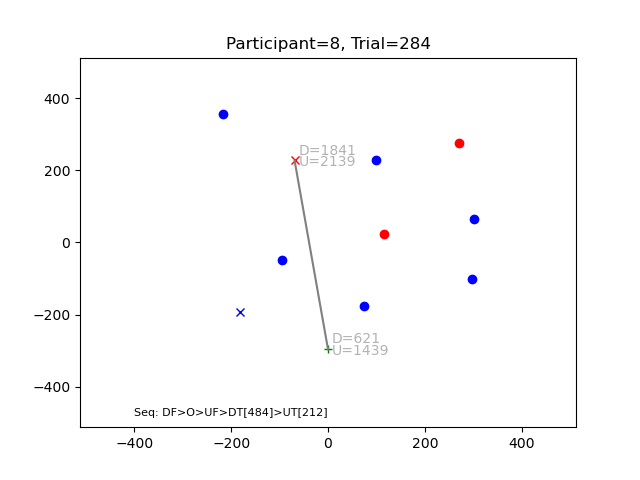 Participant=8, Trial=284
400
200
0
−200
−400
D=1841
U=2139
D=621
U=1439
Seq: DF>O>UF>DT[484]>UT[212]
−400
−200
0
200
400